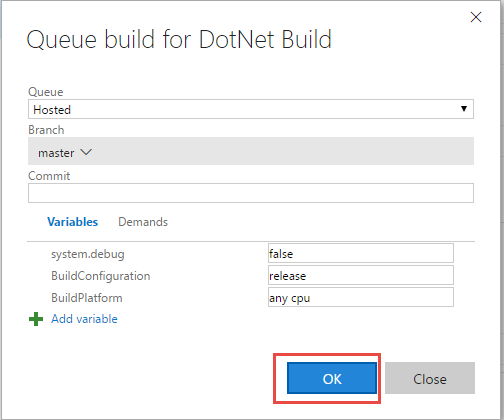 Queue build for DotNet Build
Queue
Hosted
Branch
master
Commit
Variables Demands
system.debug false
BuildConfiguration release
BuildPlatform any cpu
Add variable
OK Close